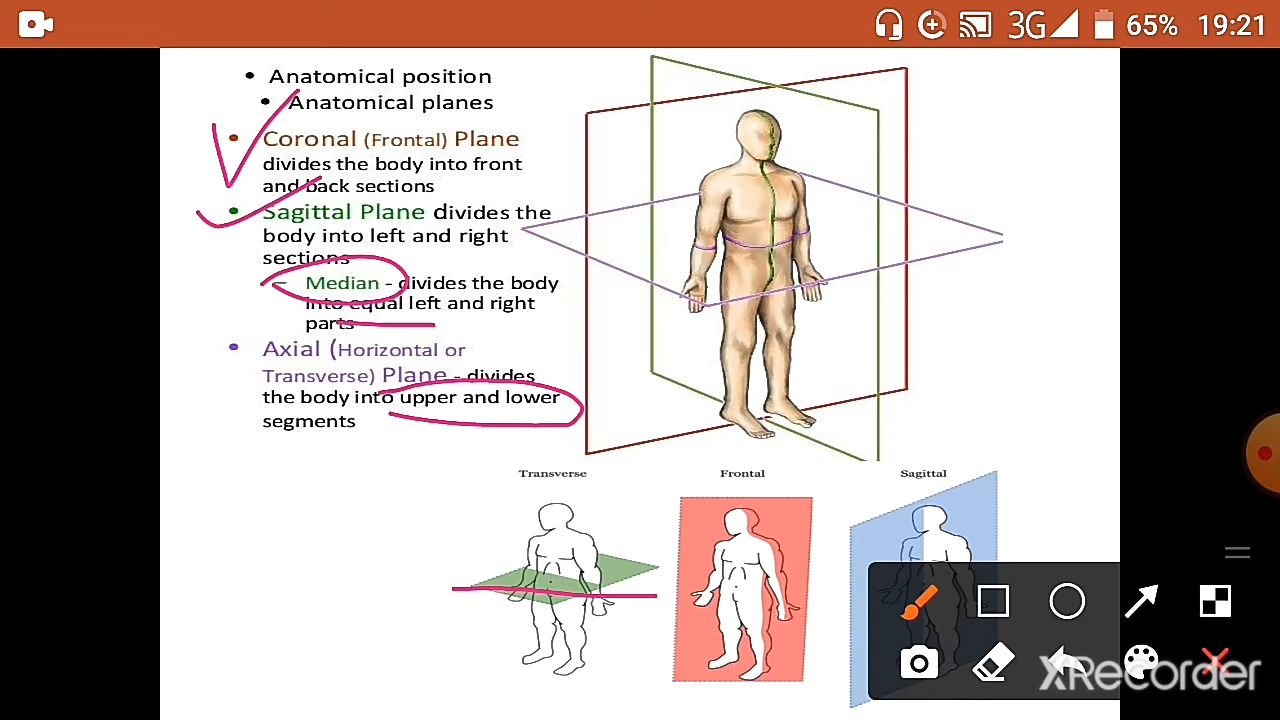 3G 65% 19:21
• Anatomical position
• Anatomical planes
• Coronal (Frontal) Plane
divides the body into front
and back sections
• Sagittal Plane divides the
body into left and right
sections
– Median - divides the body
into equal left and right
parts
• Axial (Horizontal or
Transverse) Plane - divides
the body into upper and lower
segments
Transverse Frontal Sagittal
XRecorder